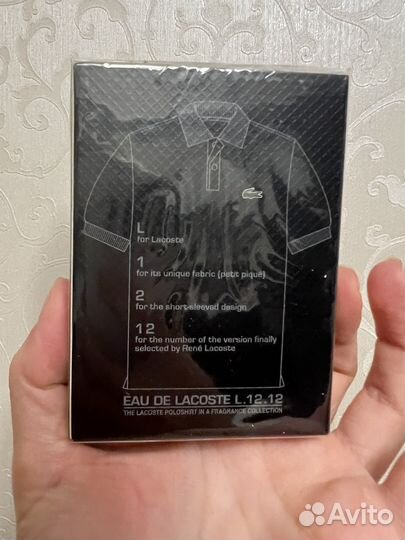 L
for Lacoste
1
for its unique fabric (petit piqué)
2
for the short-sleeved design
12
for the number of the version finally
selected by René Lacoste
EAU DE LACOSTE L.12.12
THE LACOSTE POLOSHIRT IN A FRAGRANCE COLLECTION
Avito